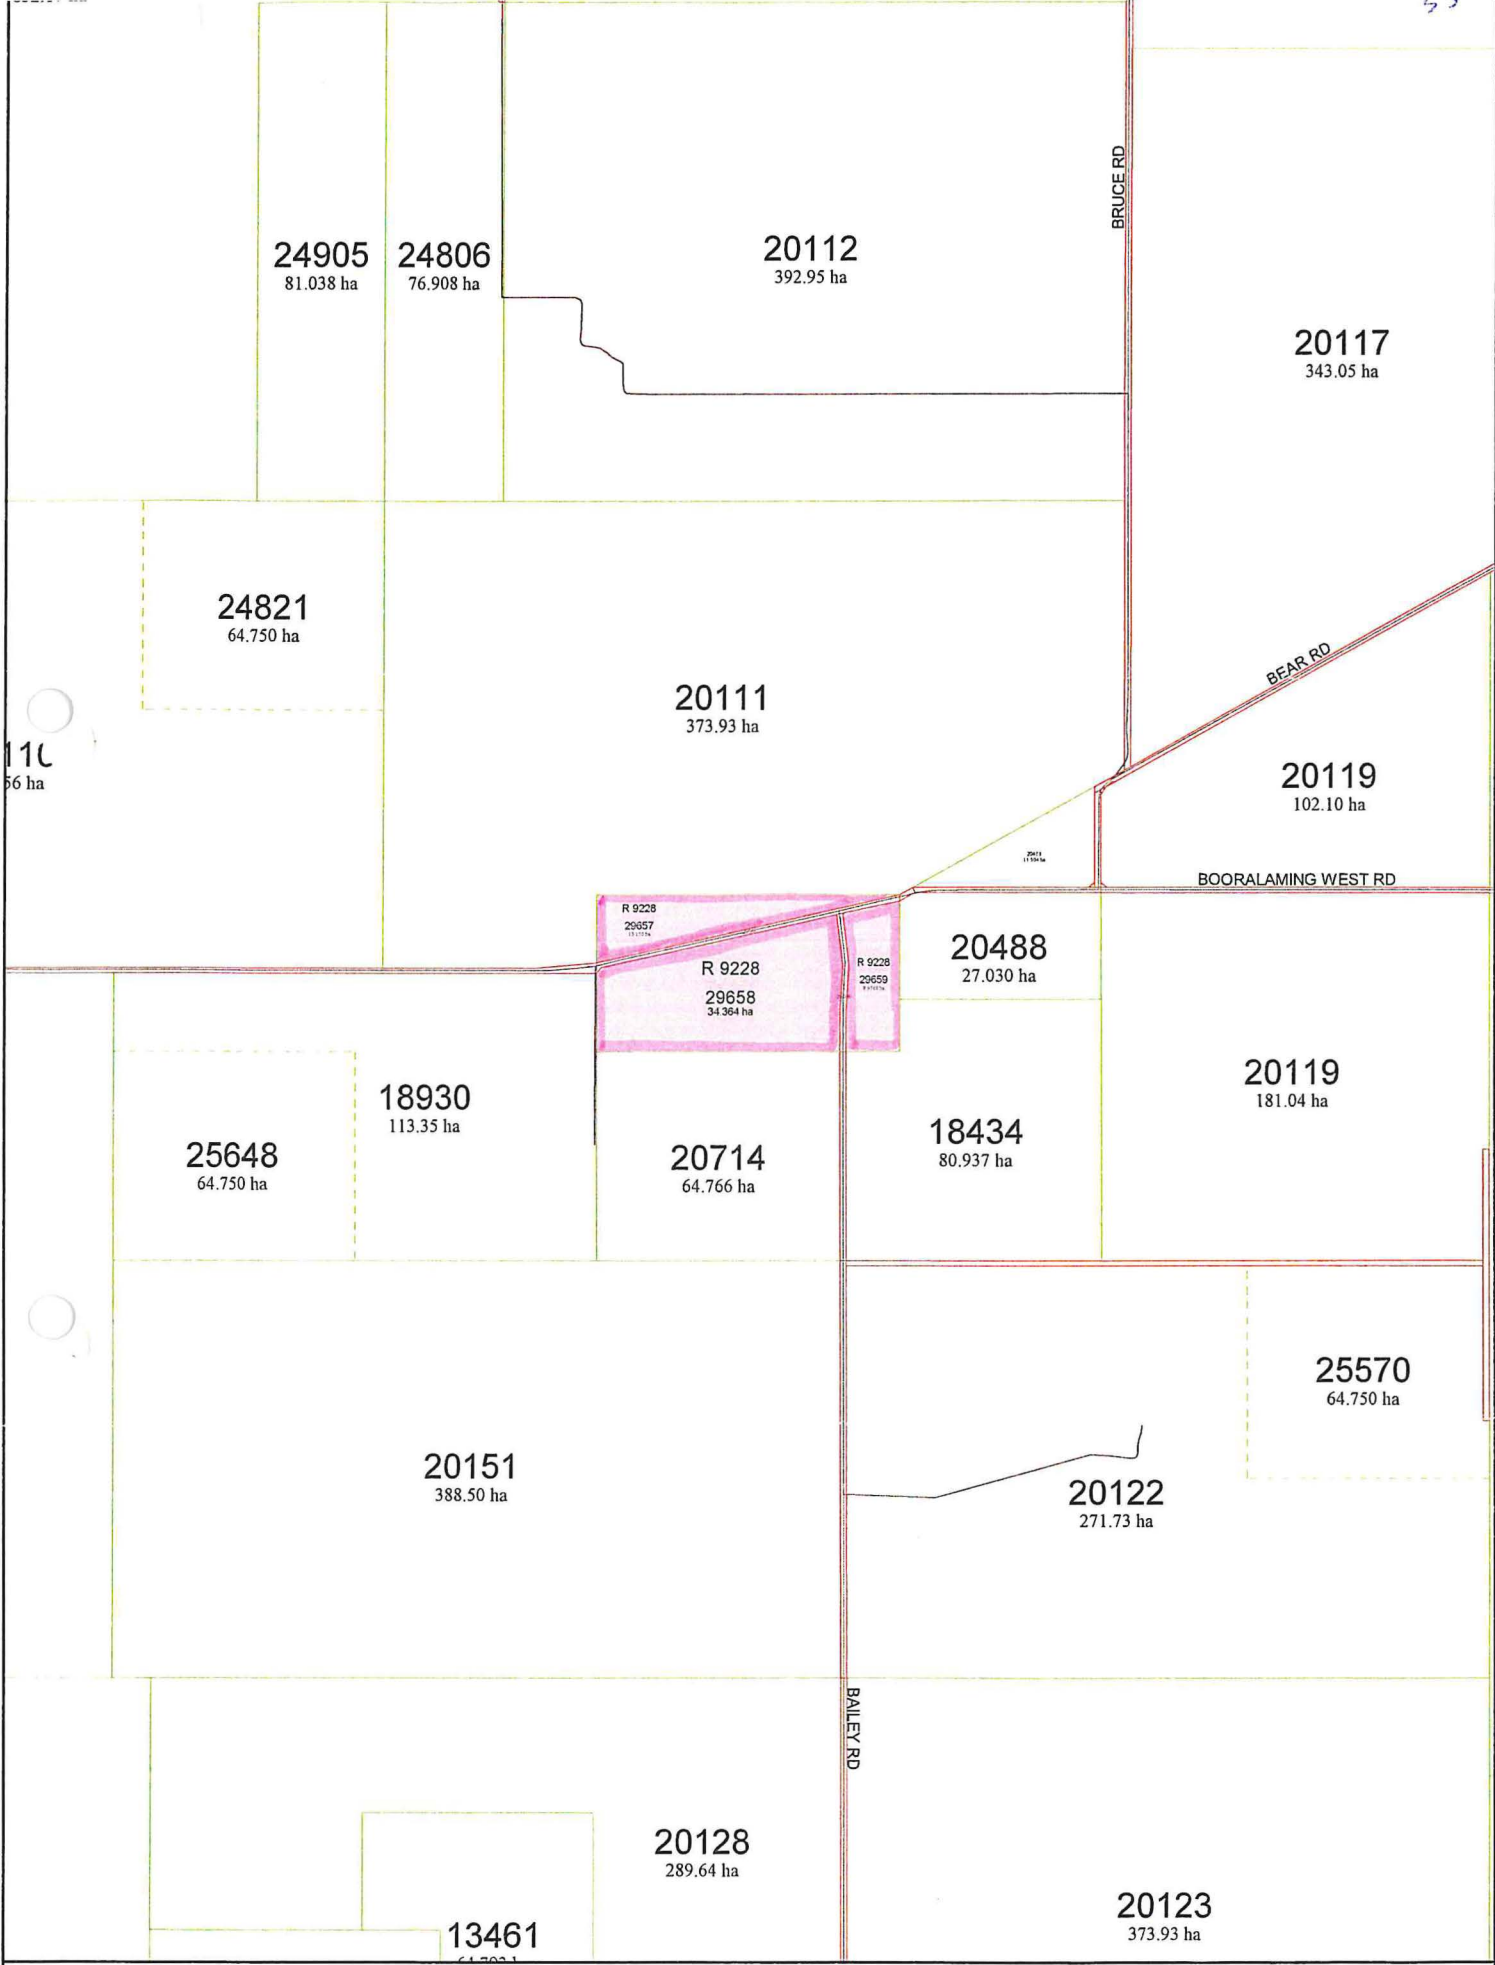 BRUCE RD
24905
81.038 ha
24806
76.908 ha
20112
392.95 ha
20117
343.05 ha
24821
64.750 ha
20111
373.93 ha
BEAR RD
56 ha
20119
102.10 ha
BOORALAMING WEST RD
R 9228
29657
R 9228
29658
34.364 ha
R 9228
29659
20488
27.030 ha
18930
113.35 ha
25648
64.750 ha
20714
64.766 ha
18434
80.937 ha
20119
181.04 ha
25570
64.750 ha
20151
388.50 ha
20122
271.73 ha
BAILEY RD
20128
289.64 ha
13461
20123
373.93 ha